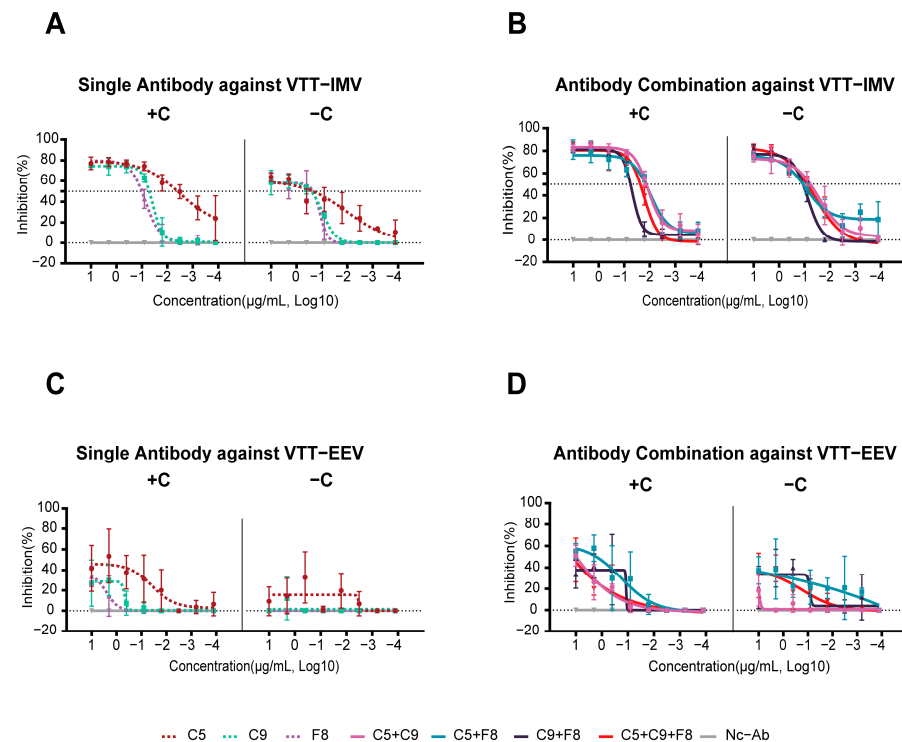 A
B
Single Antibody against VTT−IMV
Antibody Combination against VTT−IMV
+C
−C
+C
−C
Inhibition(%)
100
80
60
40
20
0
−20
1 0 −1 −2 −3 −4
1 0 −1 −2 −3 −4
Concentration(μg/mL, Log10)
Inhibition(%)
100
80
60
40
20
0
−20
1 0 −1 −2 −3 −4
1 0 −1 −2 −3 −4
Concentration(μg/mL, Log10)
C
D
Single Antibody against VTT−EEV
Antibody Combination against VTT−EEV
+C
−C
+C
−C
Inhibition(%)
100
80
60
40
20
0
−20
1 0 −1 −2 −3 −4
1 0 −1 −2 −3 −4
Concentration(μg/mL, Log10)
Inhibition(%)
100
80
60
40
20
0
−20
1 0 −1 −2 −3 −4
1 0 −1 −2 −3 −4
Concentration(μg/mL, Log10)
C5 C9 F8 C5+C9 C5+F8 C9+F8 C5+C9+F8 Nc−Ab